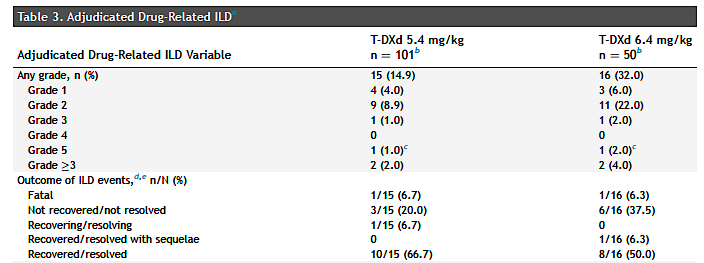 Table 3. Adjudicated Drug-Related ILD
T-DXd 5.4 mg/kg T-DXd 6.4 mg/kg
Adjudicated Drug-Related ILD Variable n = 101b n = 50b
Any grade, n (%) 15 (14.9) 16 (32.0)
Grade 1 4 (4.0) 3 (6.0)
Grade 2 9 (8.9) 11 (22.0)
Grade 3 1 (1.0) 1 (2.0)
Grade 4 0 0
Grade 5 1 (1.0)c 1 (2.0)c
Grade ≥3 2 (2.0) 2 (4.0)
Outcome of ILD events,d,e n/N (%)
Fatal 1/15 (6.7) 1/16 (6.3)
Not recovered/not resolved 3/15 (20.0) 6/16 (37.5)
Recovering/resolving 1/15 (6.7) 0
Recovered/resolved with sequelae 0 1/16 (6.3)
Recovered/resolved 10/15 (66.7) 8/16 (50.0)